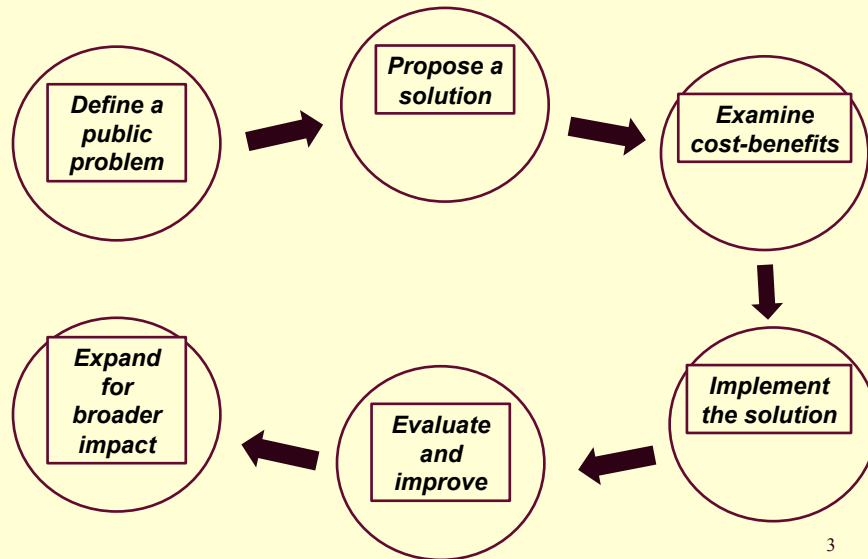 Define a
public
problem
Propose a
solution
Examine
cost-benefits
Implement
the solution
Evaluate
and
improve
Expand
for
broader
impact
3